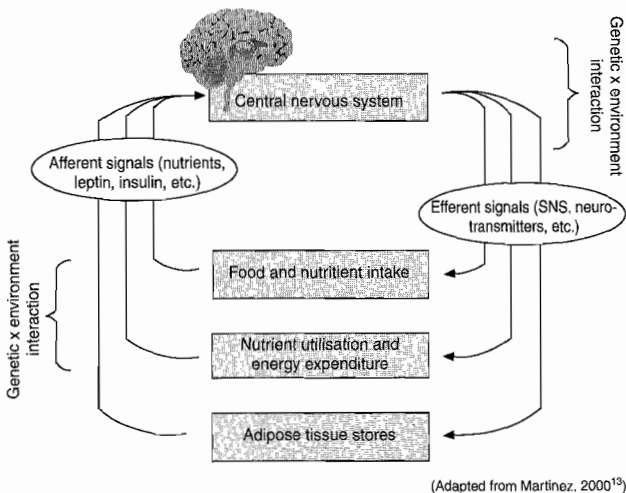 Central nervous system
Genetic x environment
interaction
Afferent signals (nutrients,
leptin, insulin, etc.)
Efferent signals (SNS, neuro-
transmitters, etc.)
Food and nutritient intake
Genetic x environment
interaction
Nutrient utilisation and
energy expenditure
Adipose tissue stores
(Adapted from Martinez, 2000¹³)